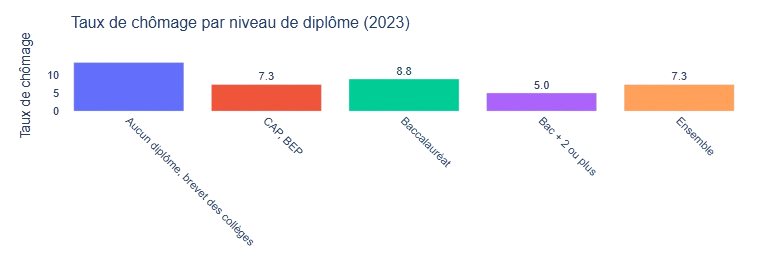 Taux de chômage par niveau de diplôme (2023)
Taux de chômage
10
5
0
7.3
8.8
5.0
7.3
Aucun diplôme, brevet des collèges
CAP, BEP
Baccalauréat
Bac + 2 ou plus
Ensemble